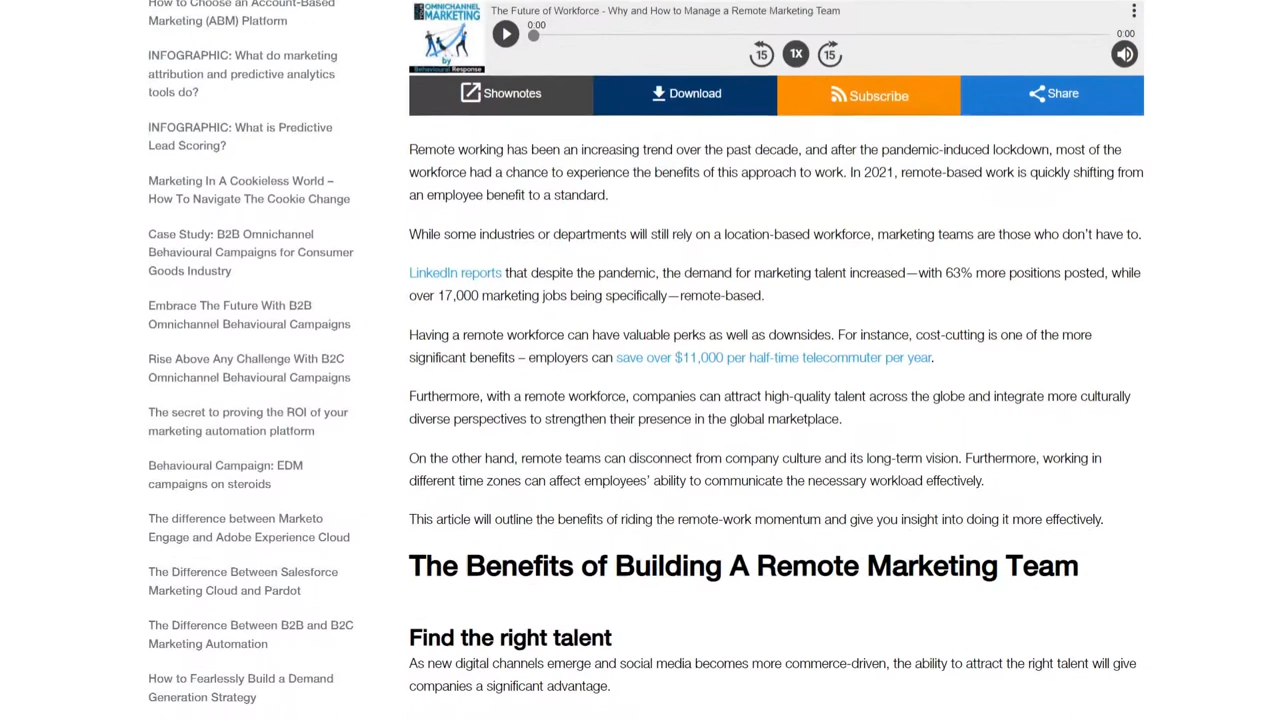 How to Choose an Account-Based
Marketing (ABM) Platform
INFOGRAPHIC: What do marketing
attribution and predictive analytics
tools do?
INFOGRAPHIC: What is Predictive
Lead Scoring?
Marketing In A Cookieless World –
How To Navigate The Cookie Change
Case Study: B2B Omnichannel
Behavioural Campaigns for Consumer
Goods Industry
Embrace The Future With B2B
Omnichannel Behavioural Campaigns
Rise Above Any Challenge With B2C
Omnichannel Behavioural Campaigns
The secret to proving the ROI of your
marketing automation platform
Behavioural Campaign: EDM
campaigns on steroids
The difference between Marketo
Engage and Adobe Experience Cloud
The Difference Between Salesforce
Marketing Cloud and Pardot
The Difference Between B2B and B2C
Marketing Automation
How to Fearlessly Build a Demand
Generation Strategy
OMNICHANNEL
MARKETING
by
Behavioural Response
The Future of Workforce - Why and How to Manage a Remote Marketing Team
0:00
0:00
15 1X 15
Shownotes Download Subscribe Share
Remote working has been an increasing trend over the past decade, and after the pandemic-induced lockdown, most of the
workforce had a chance to experience the benefits of this approach to work. In 2021, remote-based work is quickly shifting from
an employee benefit to a standard.
While some industries or departments will still rely on a location-based workforce, marketing teams are those who don’t have to.
LinkedIn reports that despite the pandemic, the demand for marketing talent increased—with 63% more positions posted, while
over 17,000 marketing jobs being specifically—remote-based.
Having a remote workforce can have valuable perks as well as downsides. For instance, cost-cutting is one of the more
significant benefits – employers can save over $11,000 per half-time telecommuter per year.
Furthermore, with a remote workforce, companies can attract high-quality talent across the globe and integrate more culturally
diverse perspectives to strengthen their presence in the global marketplace.
On the other hand, remote teams can disconnect from company culture and its long-term vision. Furthermore, working in
different time zones can affect employees’ ability to communicate the necessary workload effectively.
This article will outline the benefits of riding the remote-work momentum and give you insight into doing it more effectively.
The Benefits of Building A Remote Marketing Team
Find the right talent
As new digital channels emerge and social media becomes more commerce-driven, the ability to attract the right talent will give
companies a significant advantage.